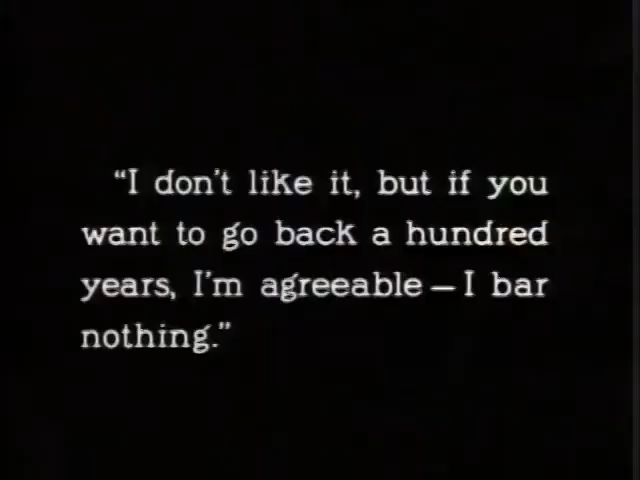 “I don't like it, but if you
want to go back a hundred
years, I'm agreeable — I bar
nothing.”